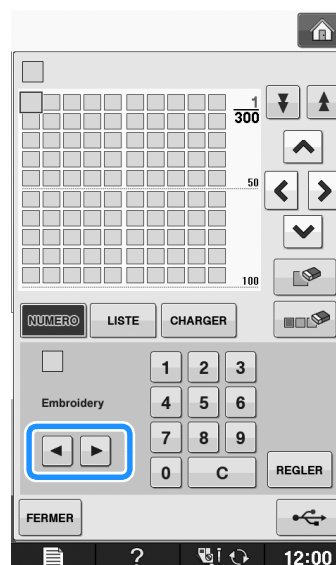 1
300
50
100
NUMERO LISTE CHARGER
1 2 3
Embroidery 4 5 6
7 8 9
0 C REGLER
FERMER
? 12:00